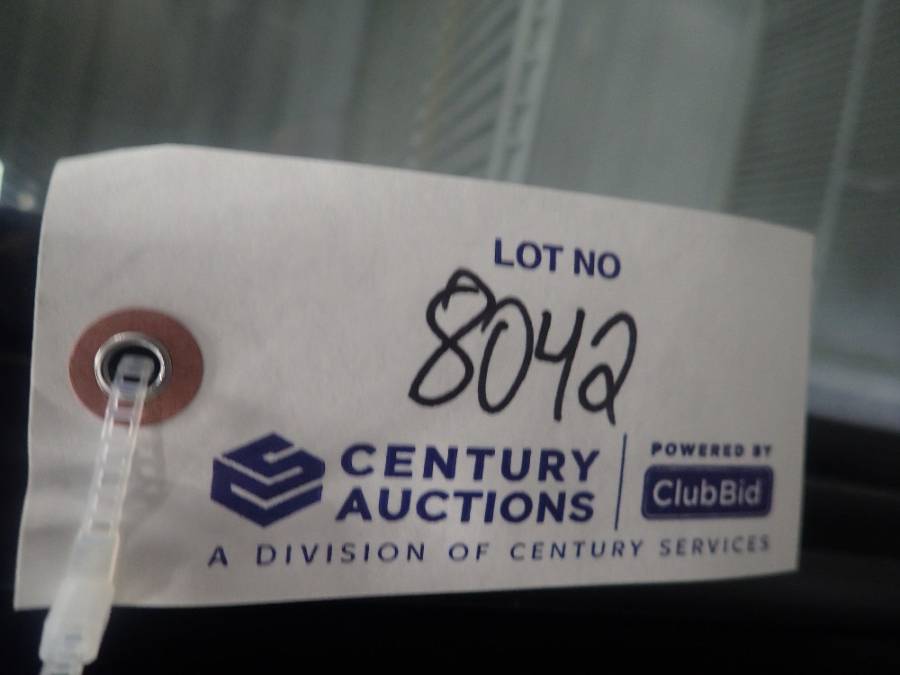 LOT NO
8042
CENTURY
AUCTIONS
POWERED BY
ClubBid
A DIVISION OF CENTURY SERVICES